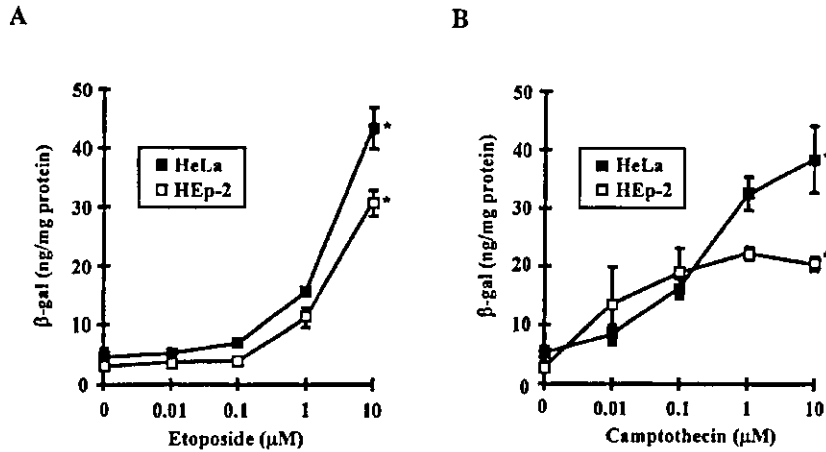 A
B
50
40
30
20
10
0
β-gal (ng/mg protein)
HeLa
HEp-2
*
*
0 0.01 0.1 1 10
Etoposide (μM)
50
40
30
20
10
0
β-gal (ng/mg protein)
HeLa
HEp-2
0 0.01 0.1 1 10
Camptothecin (μM)